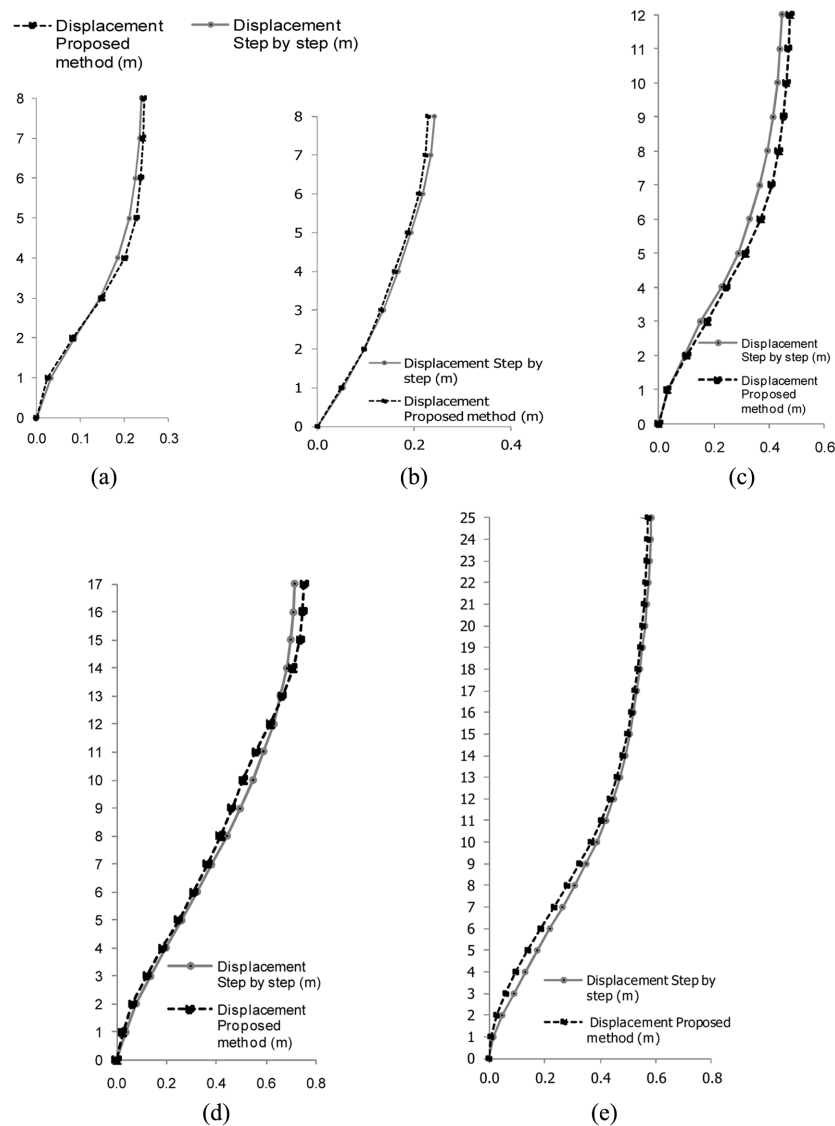 Displacement
Proposed
method (m)
Displacement
Step by step (m)
8
7
6
5
4
3
2
1
0
0.0 0.1 0.2 0.3
(a)
8
7
6
5
4
3
2
1
0
Displacement Step by
step (m)
Displacement
Proposed method (m)
0.0 0.2 0.4
(b)
12
11
10
9
8
7
6
5
4
3
2
1
0
Displacement
Step by step (m)
Displacement
Proposed
method (m)
0.0 0.2 0.4 0.6
(c)
17
16
15
14
13
12
11
10
9
8
7
6
5
4
3
2
1
0
Displacement
Step by step (m)
Displacement
Proposed
method (m)
0.0 0.2 0.4 0.6 0.8
(d)
25
24
23
22
21
20
19
18
17
16
15
14
13
12
11
10
9
8
7
6
5
4
3
2
1
0
Displacement Step by
step (m)
Displacement Proposed
method (m)
0.0 0.2 0.4 0.6 0.8
(e)